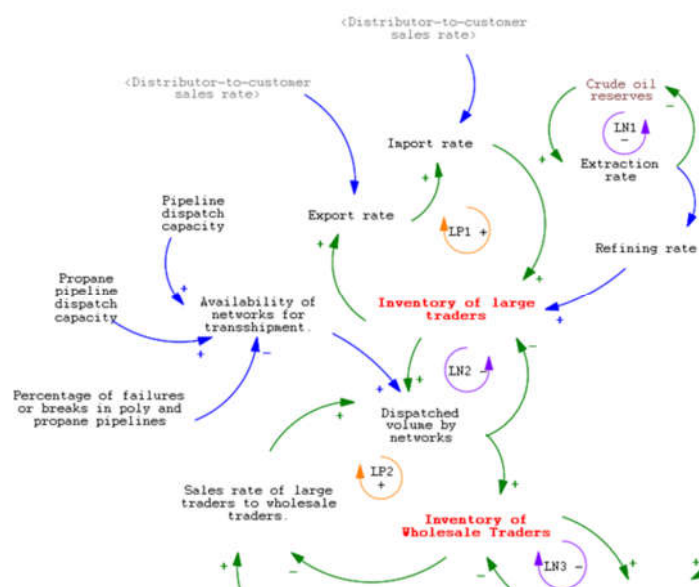 <Distributor-to-customer
sales rate>
<Distributor-to-customer
sales rate>
Crude oil
reserves
LN1
-
-
+
Extraction
rate
+
Import rate
+
Pipeline
dispatch
capacity
Export rate
LP1 +
Refining rate
+
+
Propane
pipeline
dispatch
capacity
+
Availability of
networks for
transshipment.
+
-
Inventory of large
traders
+
LN2 -
-
+
+
Percentage of failures
or breaks in poly and
propane pipelines
Dispatched
volume by
networks
+
LP2
+
+
Sales rate of large
traders to wholesale
traders.
Inventory of
Wholesale Traders
+
LN3 -
-
-
+
+